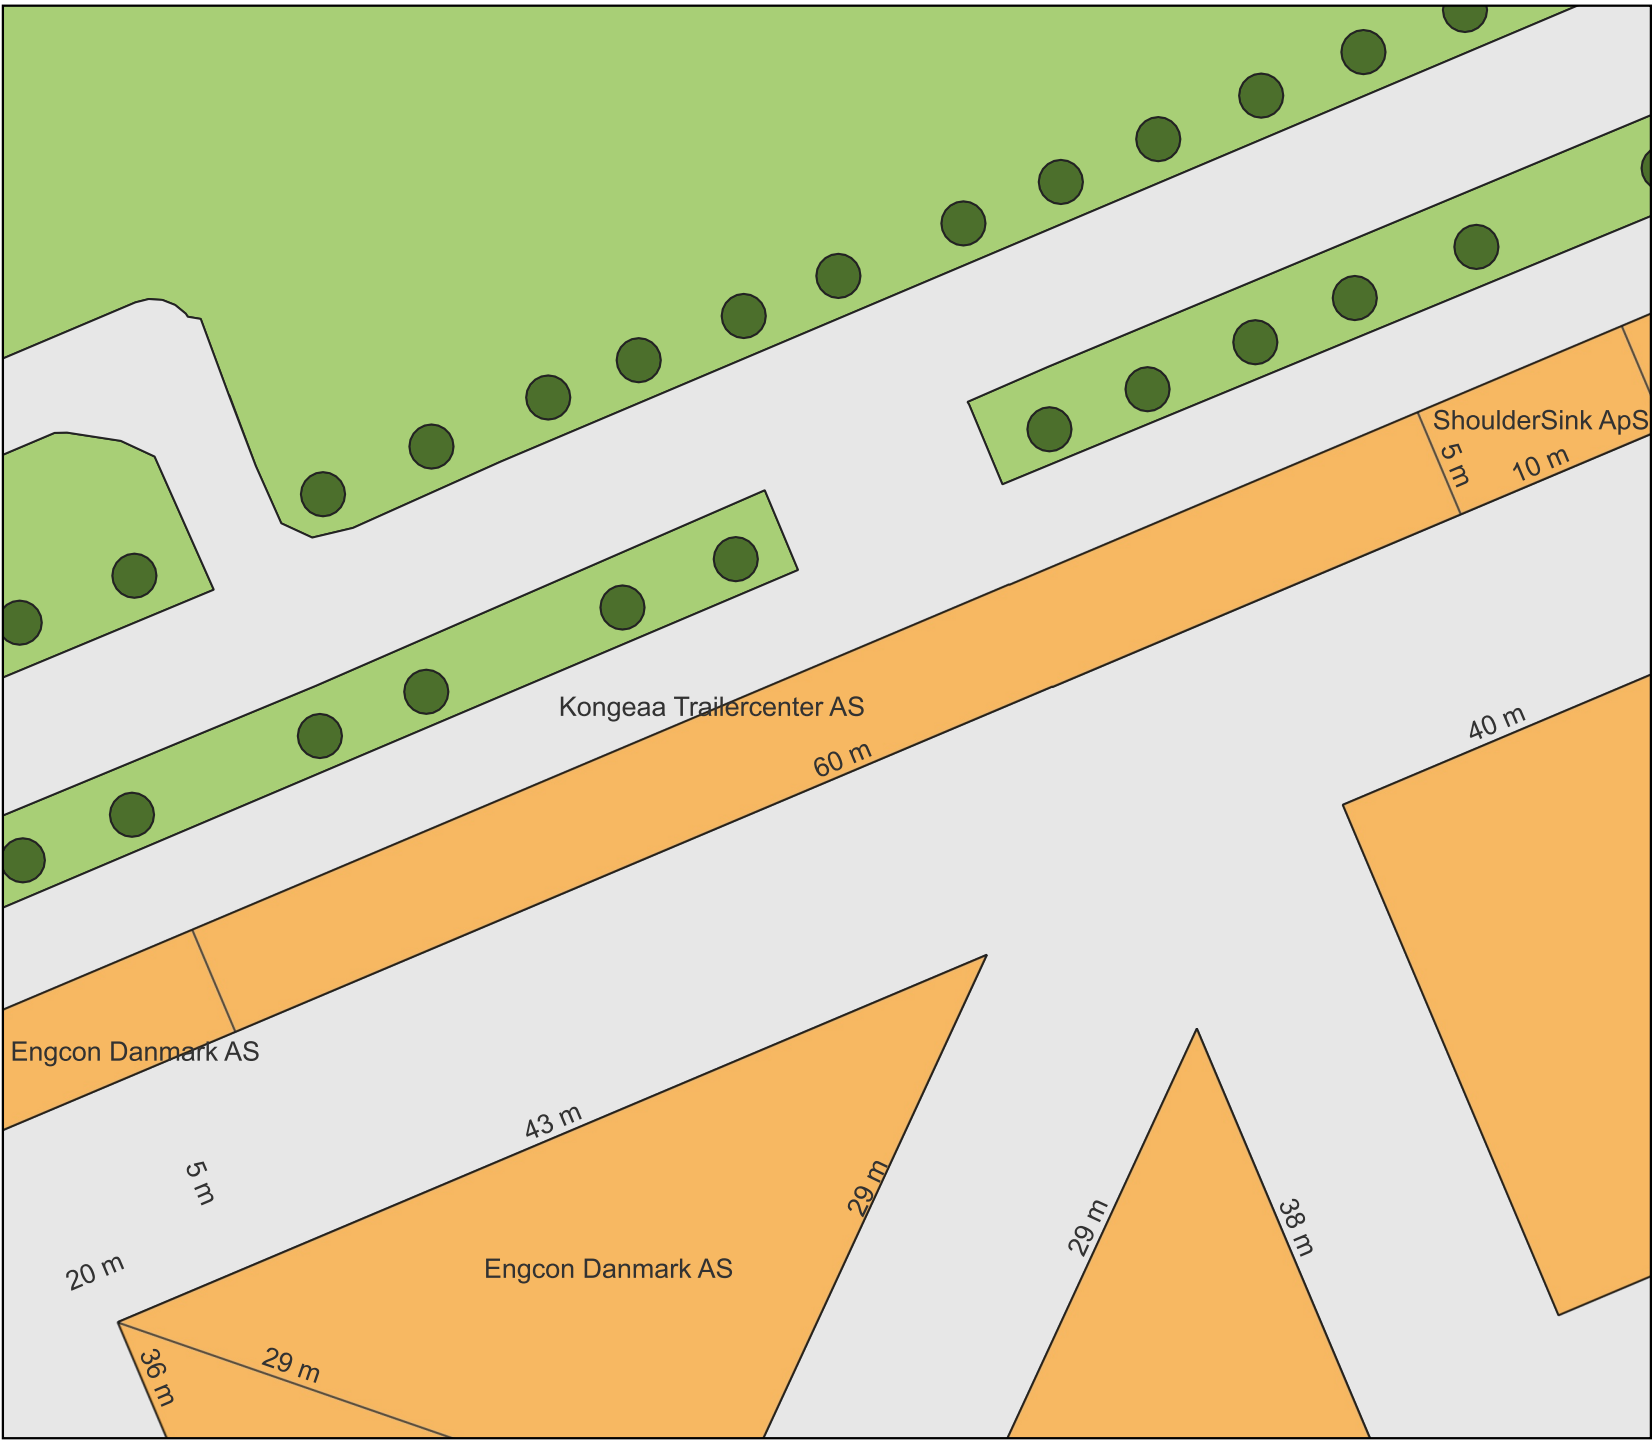 ShoulderSink ApS
5 m
10 m
Kongeaa Trailercenter AS
60 m
40 m
Engcon Danmark AS
43 m
5 m
29 m
29 m
38 m
20 m
Engcon Danmark AS
36 m
29 m